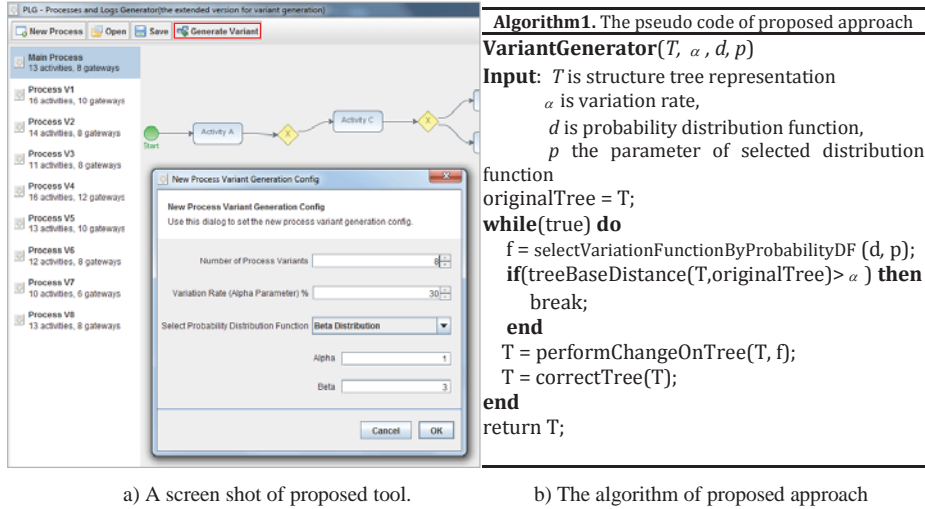 PLG - Processes and Logs Generator(the extended version for variant generation)
New Process
Open
Save
Generate Variant
Main Process
13 activities, 8 gateways
Process V1
16 activities, 10 gateways
Process V2
14 activities, 8 gateways
Process V3
11 activities, 8 gateways
Process V4
16 activities, 12 gateways
Process V5
13 activities, 10 gateways
Process V6
12 activities, 8 gateways
Process V7
10 activities, 6 gateways
Process V8
13 activities, 8 gateways
Start
Activity A
X
Activity C
X
New Process Variant Generation Config
New Process Variant Generation Config
Use this dialog to set the new process variant generation config.
Number of Process Variants 8
Variation Rate (Alpha Parameter) % 30
Select Probability Distribution Function Beta Distribution
Alpha 1
Beta 3
Cancel
OK
a) A screen shot of proposed tool.
Algorithm1. The pseudo code of proposed approach
VariantGenerator(T, α , d, p)
Input: T is structure tree representation
α is variation rate,
d is probability distribution function,
p the parameter of selected distribution
function
originalTree = T;
while(true) do
f = selectVariationFunctionByProbabilityDF (d, p);
if(treeBaseDistance(T,originalTree)> α ) then
break;
end
T = performChangeOnTree(T, f);
T = correctTree(T);
end
return T;
b) The algorithm of proposed approach